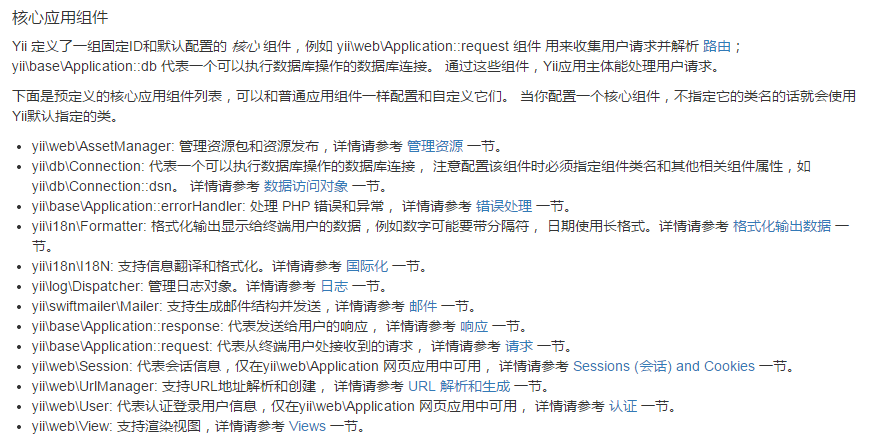 核心应用组件
Yii 定义了一组固定ID和默认配置的 核心 组件，例如 yii\web\Application::request 组件 用来收集用户请求并解析 路由；
yii\base\Application::db 代表一个可以执行数据库操作的数据库连接。 通过这些组件，Yii应用主体能处理用户请求。
下面是预定义的核心应用组件列表，可以和普通应用组件一样配置和自定义它们。 当你配置一个核心组件，不指定它的类名的话就会使用
Yii默认指定的类。
• yii\web\AssetManager: 管理资源包和资源发布，详情请参考 管理资源 一节。
• yii\db\Connection: 代表一个可以执行数据库操作的数据库连接， 注意配置该组件时必须指定组件类名和其他相关组件属性，如
yii\db\Connection::dsn。 详情请参考 数据访问对象 一节。
• yii\base\Application::errorHandler: 处理 PHP 错误和异常， 详情请参考 错误处理 一节。
• yii\i18n\Formatter: 格式化输出显示给终端用户的数据，例如数字可能要带分隔符， 日期使用长格式。详情请参考 格式化输出数据 一
节。
• yii\i18n\I18N: 支持信息翻译和格式化。详情请参考 国际化 一节。
• yii\log\Dispatcher: 管理日志对象。详情请参考 日志 一节。
• yii\swiftmailer\Mailer: 支持生成邮件结构并发送，详情请参考 邮件 一节。
• yii\base\Application::response: 代表发送给用户的响应， 详情请参考 响应 一节。
• yii\base\Application::request: 代表从终端用户处接收到的请求， 详情请参考 请求 一节。
• yii\web\Session: 代表会话信息，仅在yii\web\Application 网页应用中可用， 详情请参考 Sessions (会话) and Cookies 一节。
• yii\web\UrlManager: 支持URL地址解析和创建， 详情请参考 URL 解析和生成 一节。
• yii\web\User: 代表认证登录用户信息，仅在yii\web\Application 网页应用中可用， 详情请参考 认证 一节。
• yii\web\View: 支持渲染视图，详情请参考 Views 一节。